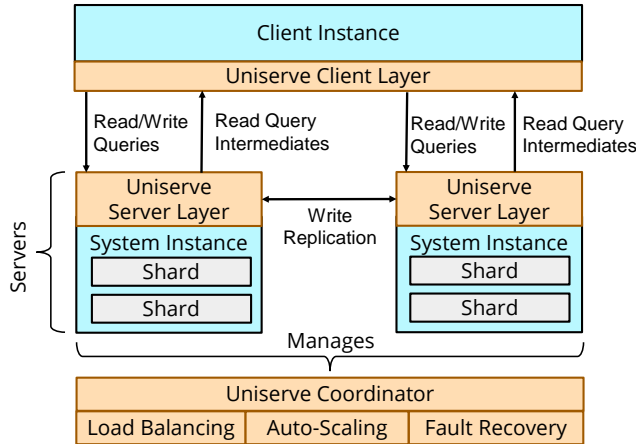 Client Instance
Uniserve Client Layer
Read/Write
Queries
Read Query
Intermediates
Read/Write
Queries
Read Query
Intermediates
Servers
Uniserve
Server Layer
System Instance
Shard
Shard
Write
Replication
Uniserve
Server Layer
System Instance
Shard
Shard
Manages
Uniserve Coordinator
Load Balancing
Auto-Scaling
Fault Recovery